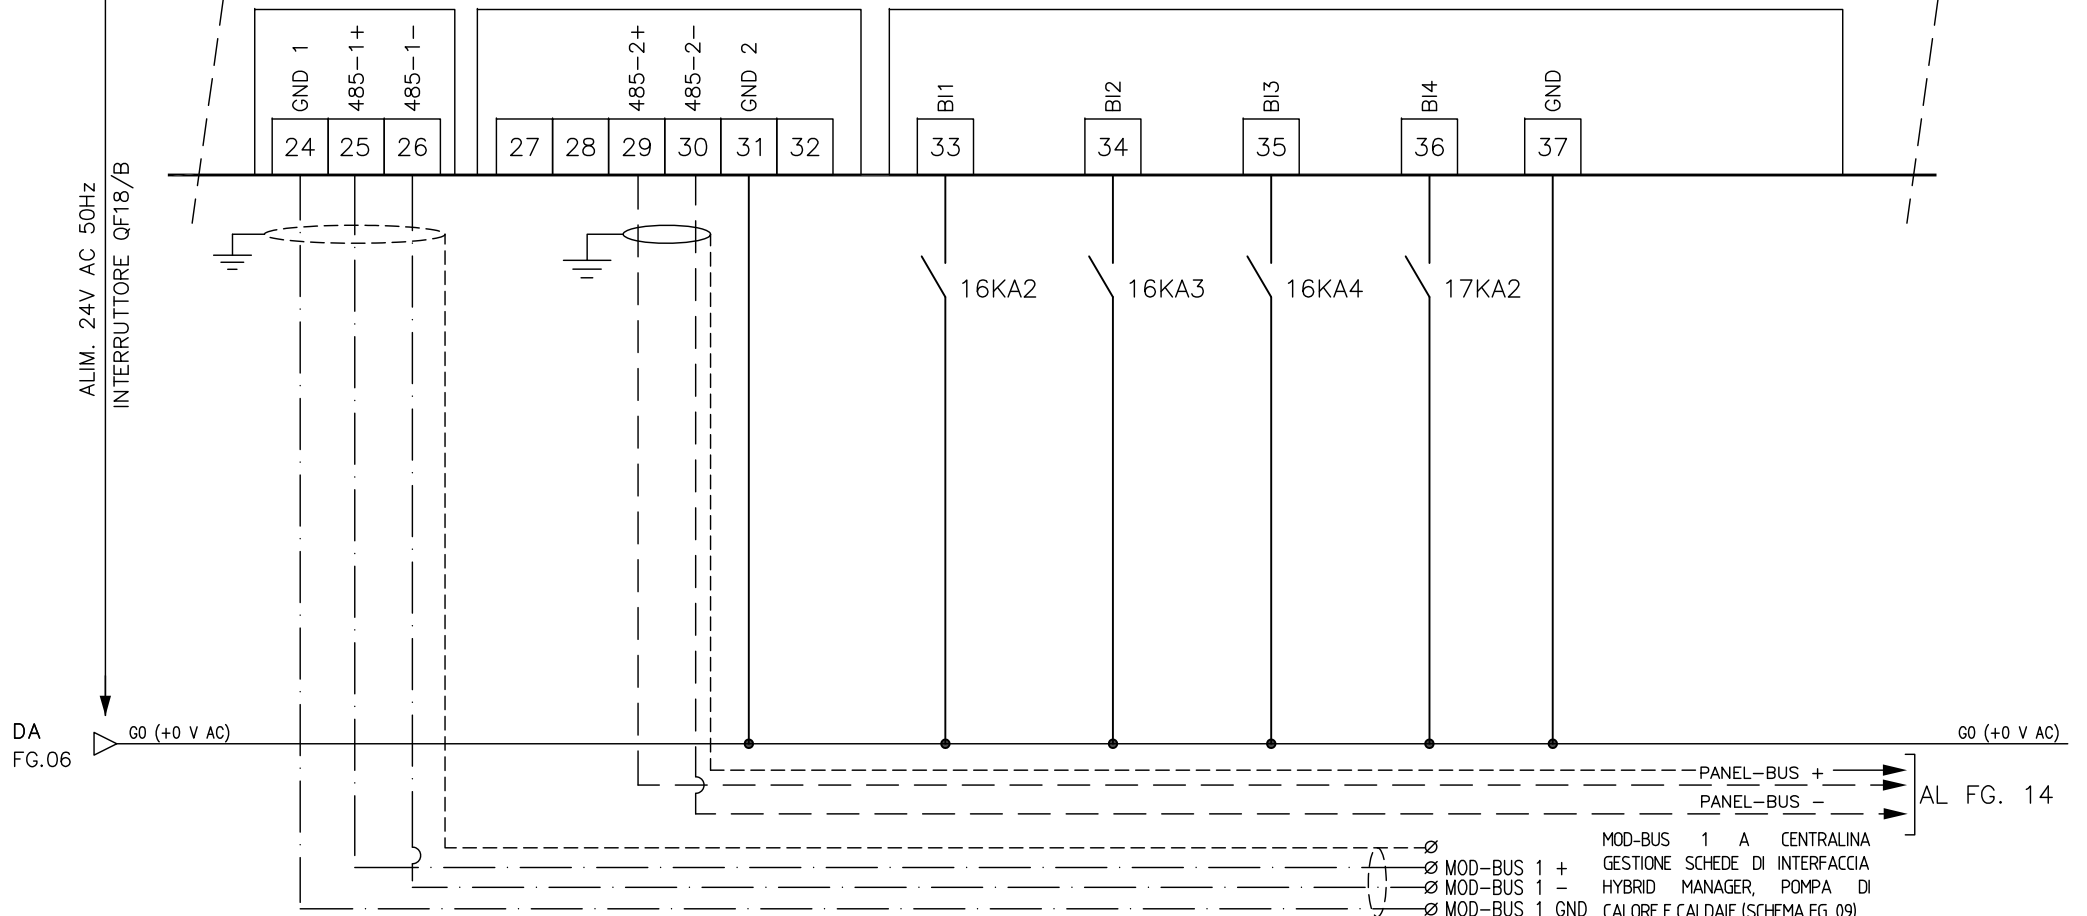 GND 1
485-1+
485-1-
485-2+
485-2-
GND 2
BI1
BI2
BI3
BI4
GND
24
25
26
27
28
29
30
31
32
33
34
35
36
37
ALIM. 24V AC 50Hz
INTERRUTTORE QF18/B
16KA2
16KA3
16KA4
17KA2
DA
FG.06
G0 (+0 V AC)
G0 (+0 V AC)
PANEL-BUS +
PANEL-BUS -
AL FG. 14
MOD-BUS 1 +
MOD-BUS 1 -
MOD-BUS 1 GND
MOD-BUS 1 A CENTRALINA
GESTIONE SCHEDE DI INTERFACCIA
HYBRID MANAGER, POMPA DI
CALORE E CALDAIE (SCHEMA FG. 09)